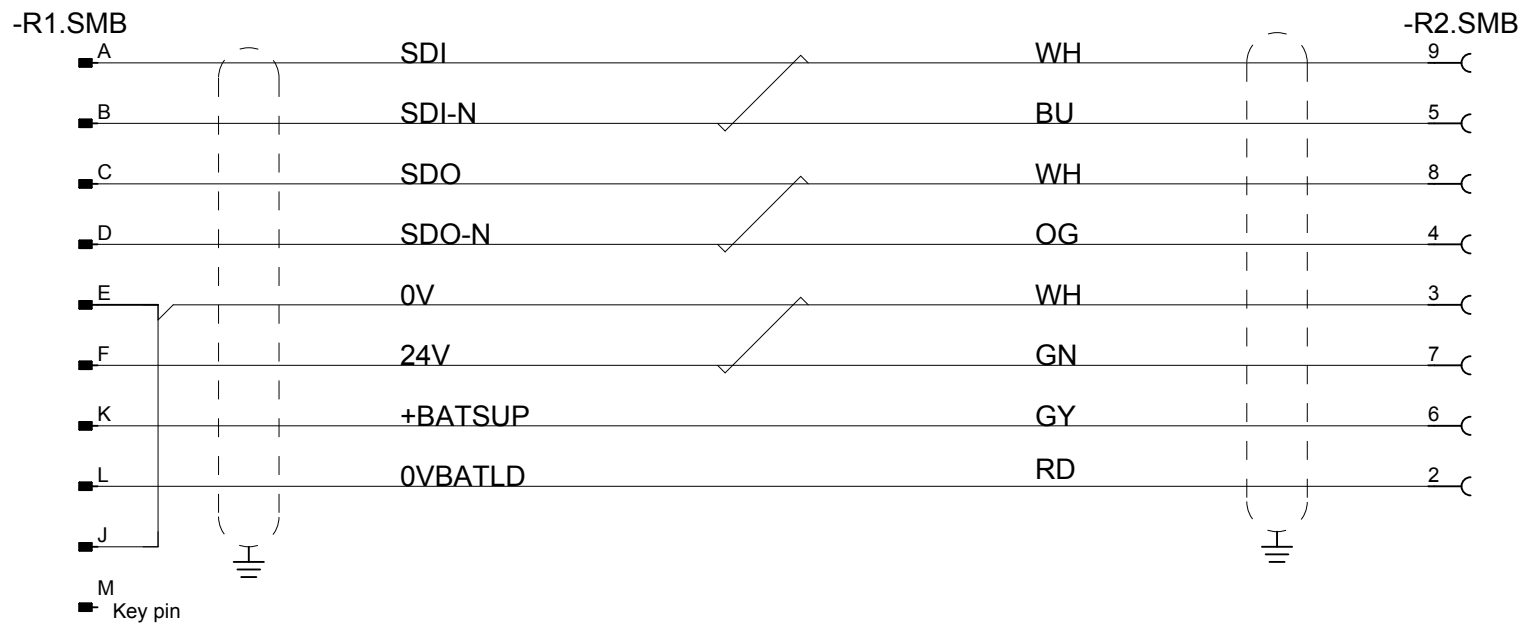 -R1.SMB -R2.SMB
A SDI WH 9
B SDI-N BU 5
C SDO WH 8
D SDO-N OG 4
E 0V WH 3
F 24V GN 7
K +BATSUP GY 6
L 0VBATLD RD 2
J
M
Key pin